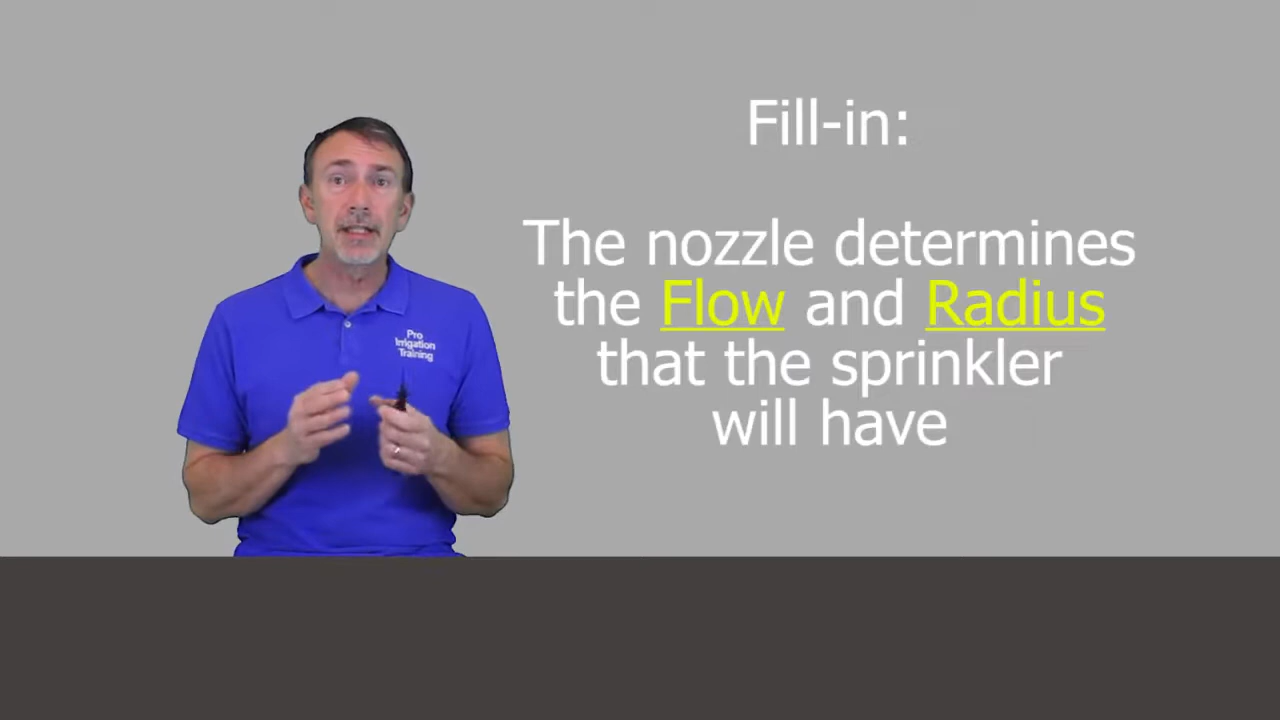 Fill-in:
The nozzle determines
the Flow and Radius
that the sprinkler
will have
Pro
Irrigation
Training